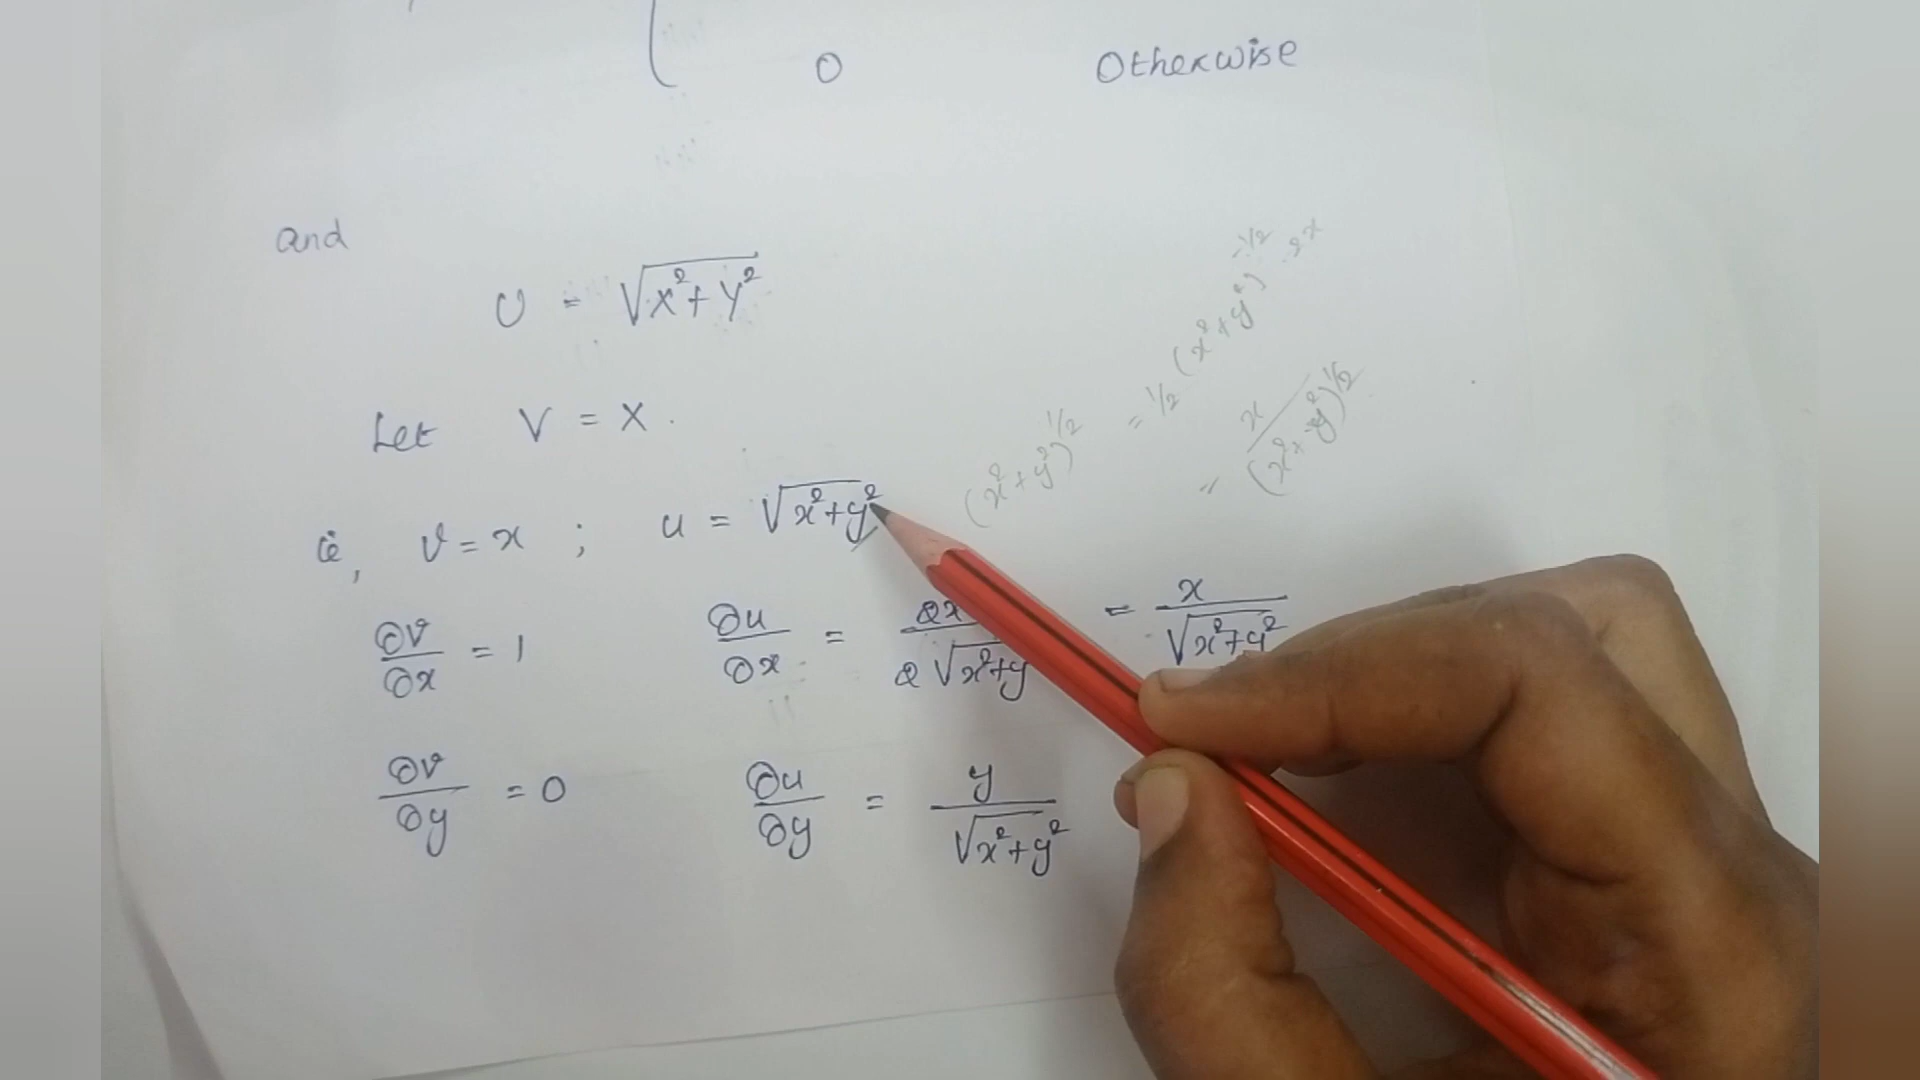 0 Otherwise
and
U = √X²+Y²
Let V = X.
ie, v = x ; u = √x²+y²
(x²+y²)^1/2 = 1/2 (x²+y²)^-1/2 . 2x
= x/(x²+y²)^1/2
∂v/∂x = 1 ∂u/∂x = 2x/2√x²+y = x/√x²+y²
∂v/∂y = 0 ∂u/∂y = y/√x²+y²